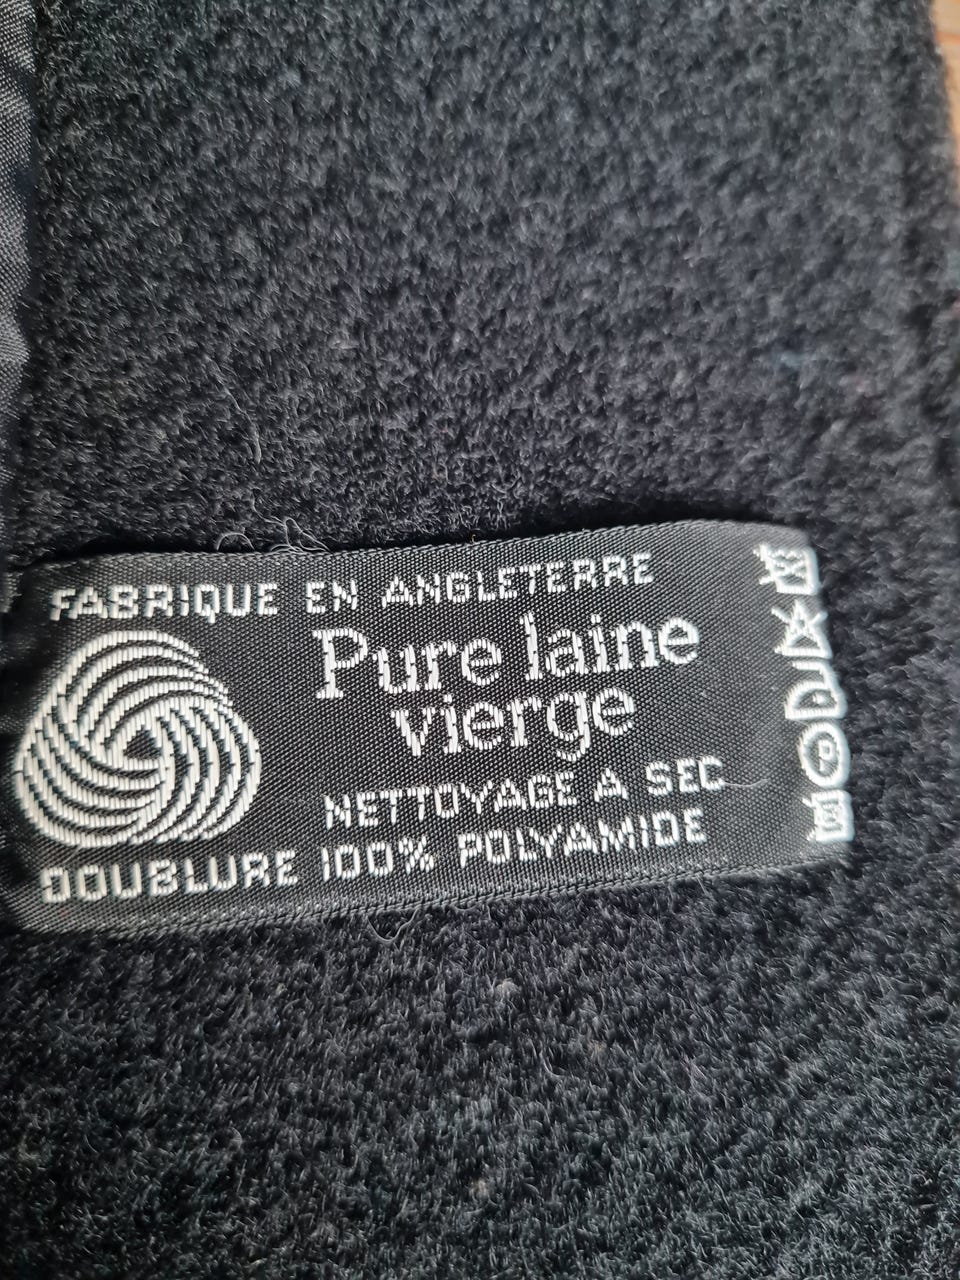 FABRIQUE EN ANGLETERRE
Pure laine
vierge
NETTOYAGE A SEC
DOUBLURE 100% POLYAMIDE
P